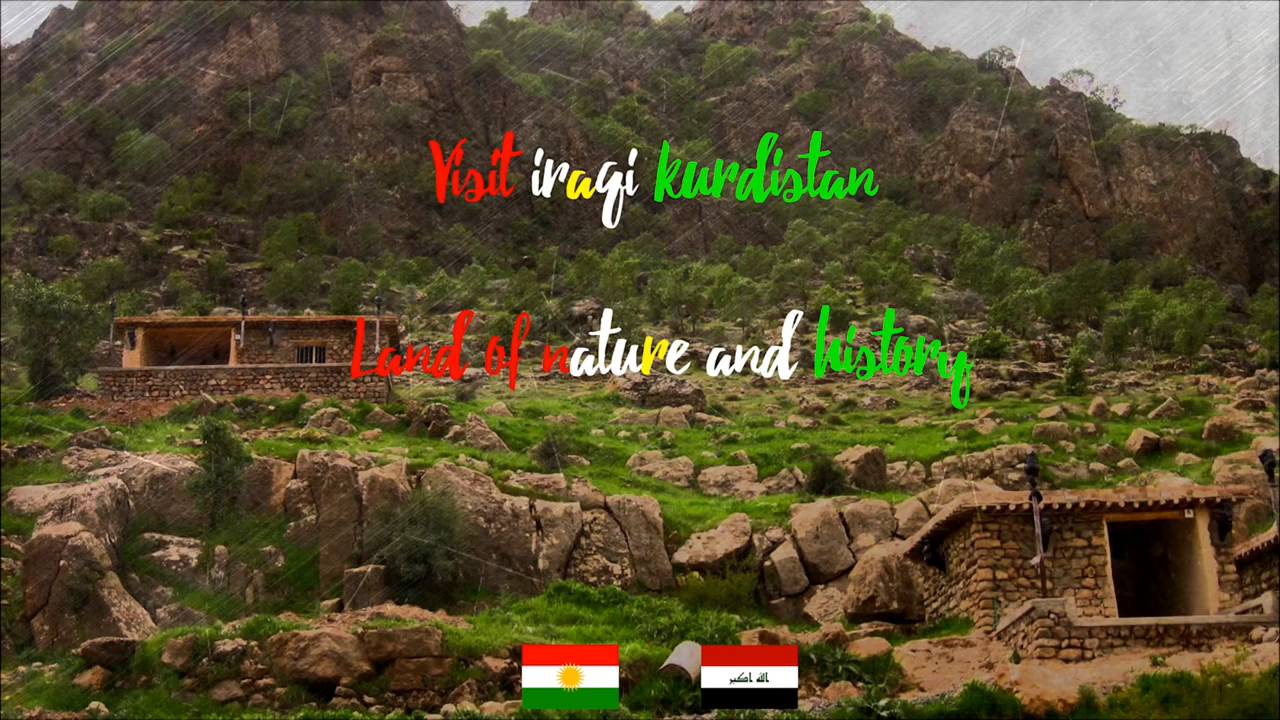 Visit iraqi kurdistan
Land of nature and history
الله اكبر